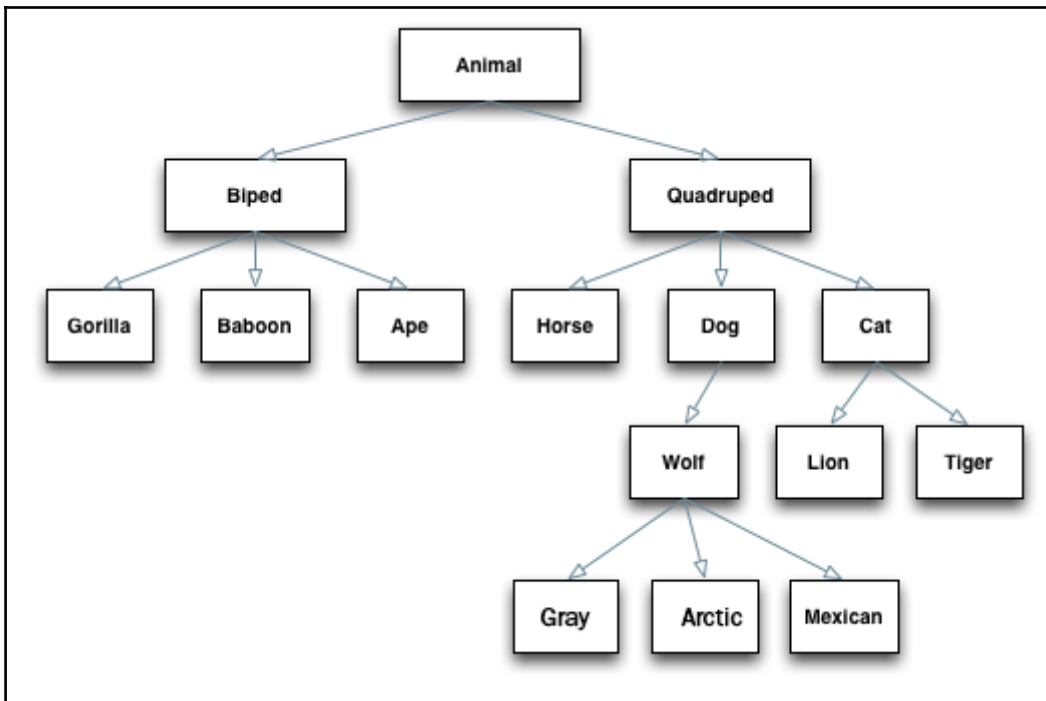 Animal
Biped
Quadruped
Gorilla
Baboon
Ape
Horse
Dog
Cat
Wolf
Lion
Tiger
Gray
Arctic
Mexican